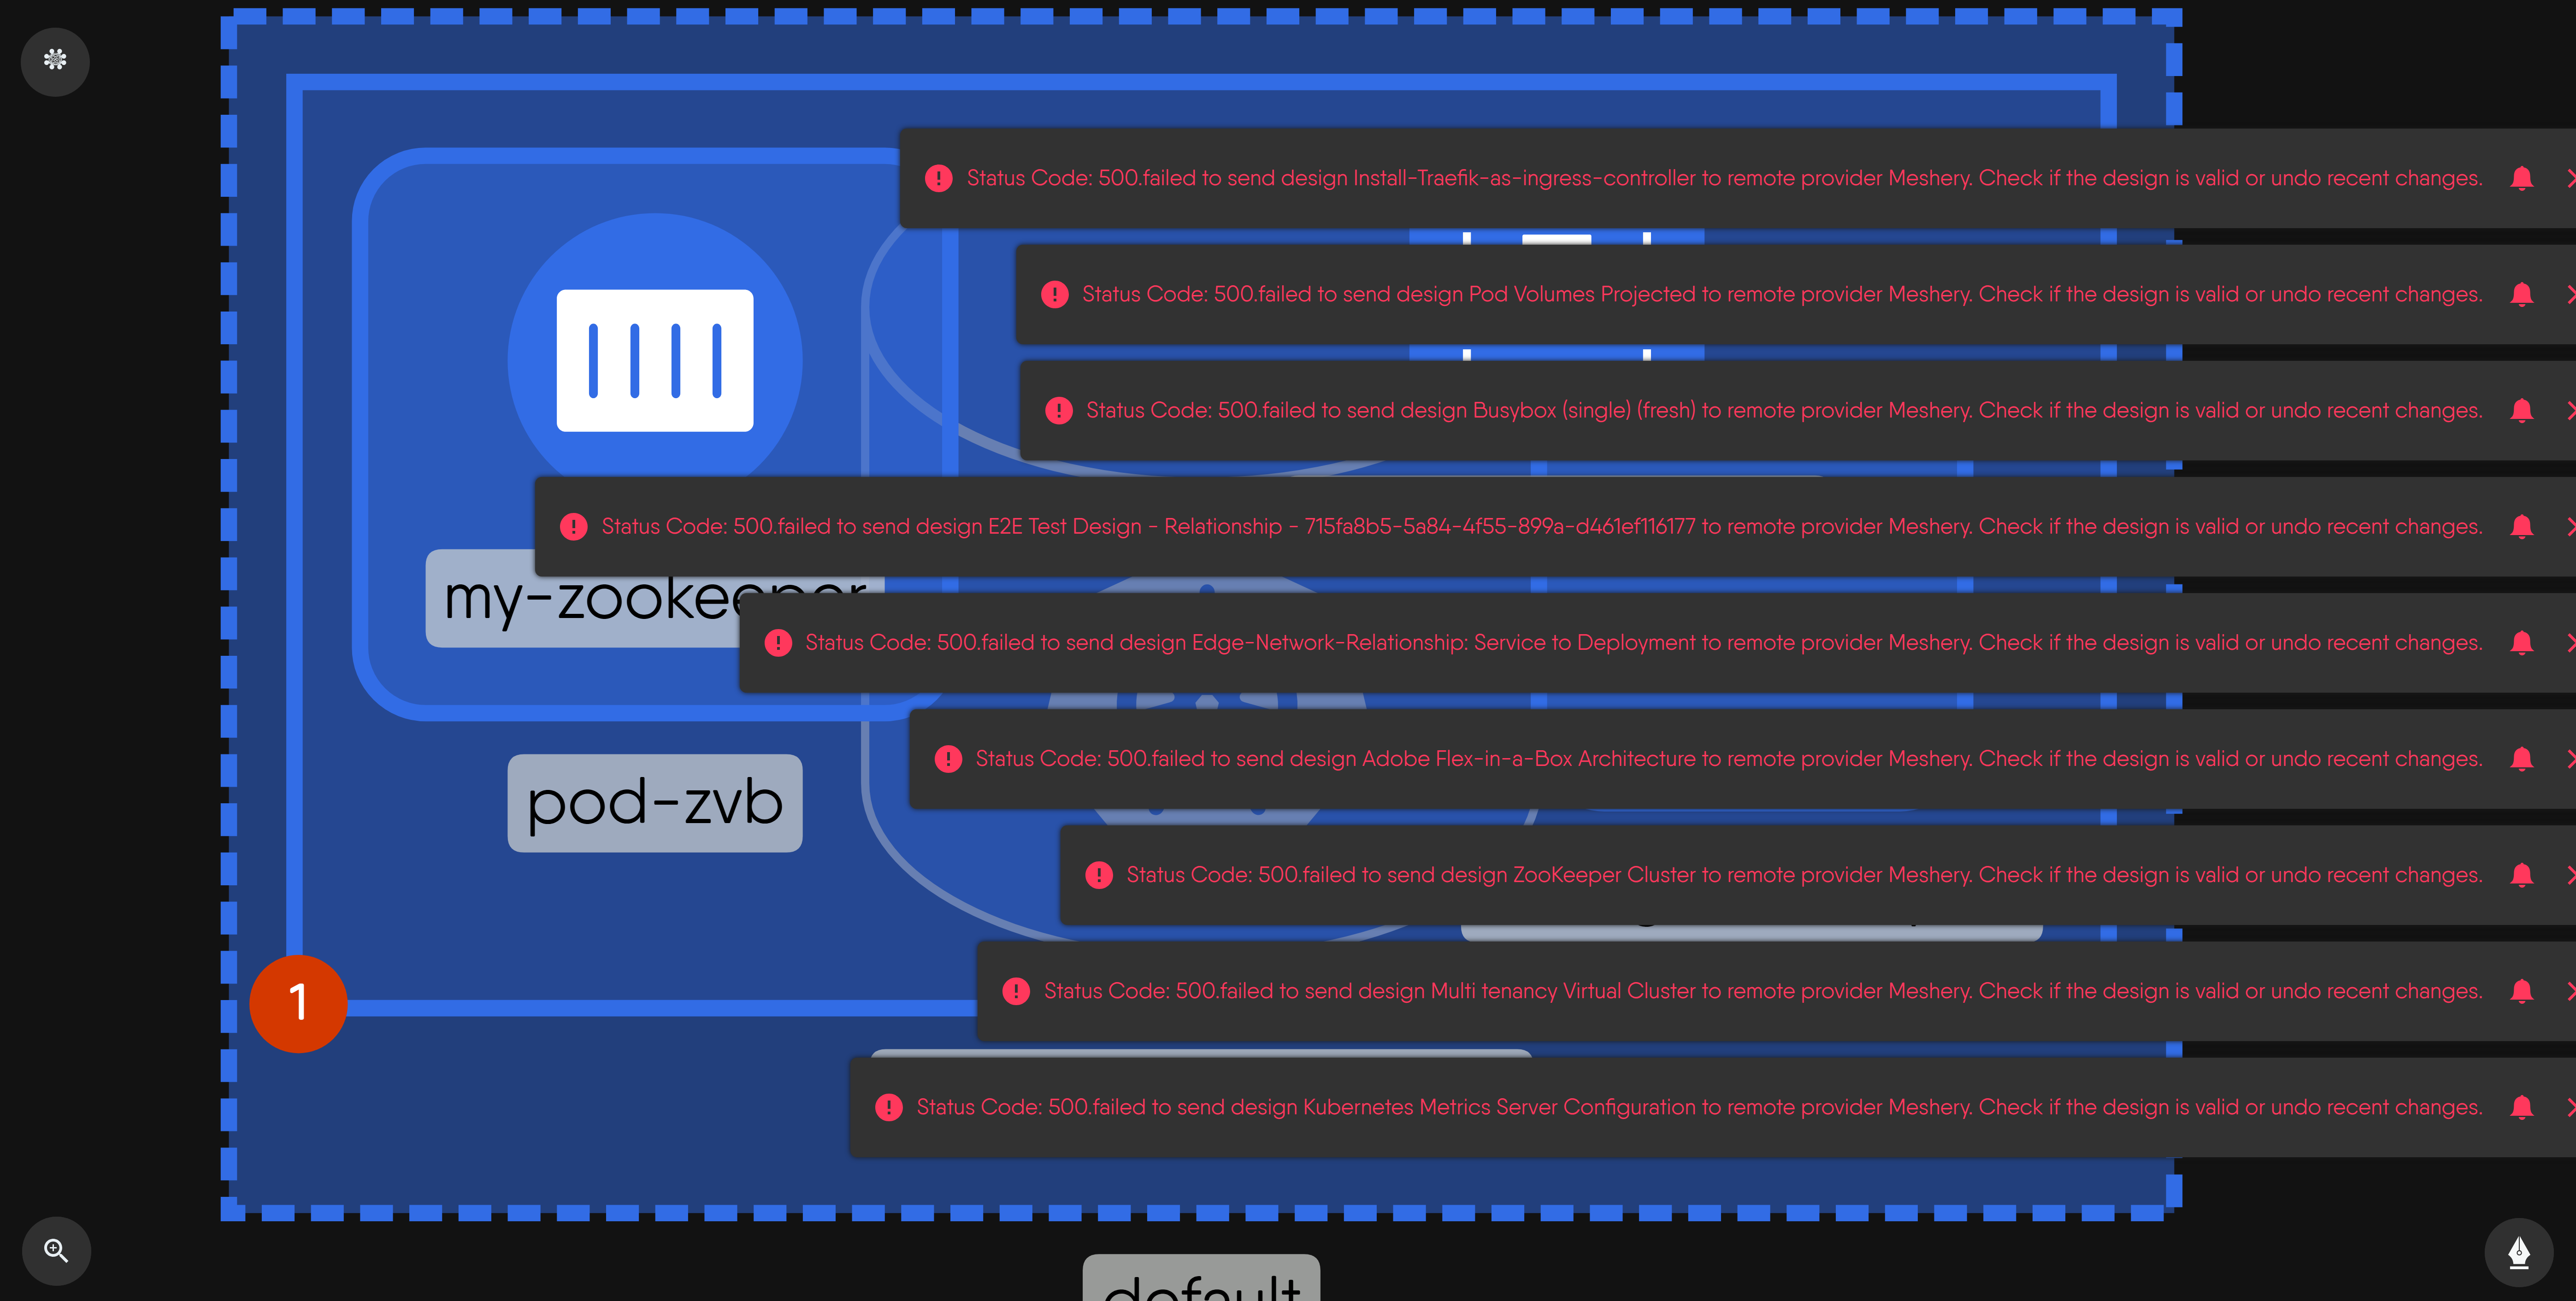 Status Code: 500.failed to send design Install-Traefik-as-ingress-controller to remote provider Meshery. Check if the design is valid or undo recent changes.
Status Code: 500.failed to send design Pod Volumes Projected to remote provider Meshery. Check if the design is valid or undo recent changes.
Status Code: 500.failed to send design Busybox (single) (fresh) to remote provider Meshery. Check if the design is valid or undo recent changes.
Status Code: 500.failed to send design E2E Test Design - Relationship - 715fa8b5-5a84-4f55-899a-d461ef116177 to remote provider Meshery. Check if the design is valid or undo recent changes.
my-zookeeper
Status Code: 500.failed to send design Edge-Network-Relationship: Service to Deployment to remote provider Meshery. Check if the design is valid or undo recent changes.
Status Code: 500.failed to send design Adobe Flex-in-a-Box Architecture to remote provider Meshery. Check if the design is valid or undo recent changes.
pod-zvb
Status Code: 500.failed to send design ZooKeeper Cluster to remote provider Meshery. Check if the design is valid or undo recent changes.
Status Code: 500.failed to send design Multi tenancy Virtual Cluster to remote provider Meshery. Check if the design is valid or undo recent changes.
1
Status Code: 500.failed to send design Kubernetes Metrics Server Configuration to remote provider Meshery. Check if the design is valid or undo recent changes.
default